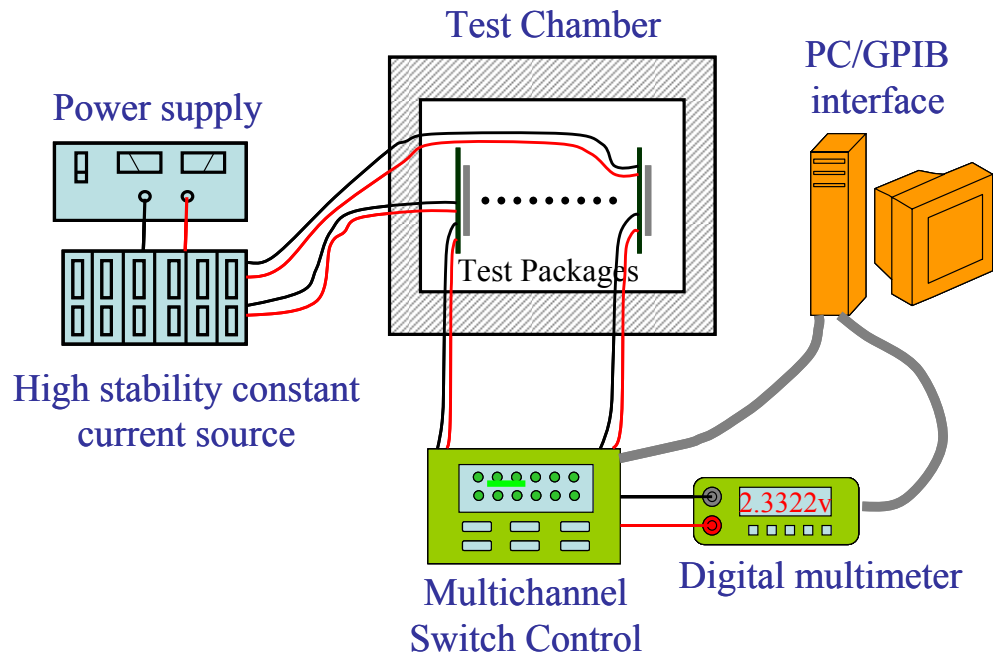 Test Chamber
PC/GPIB
interface
Power supply
Test Packages
High stability constant
current source
2.3322v
Multichannel
Switch Control
Digital multimeter